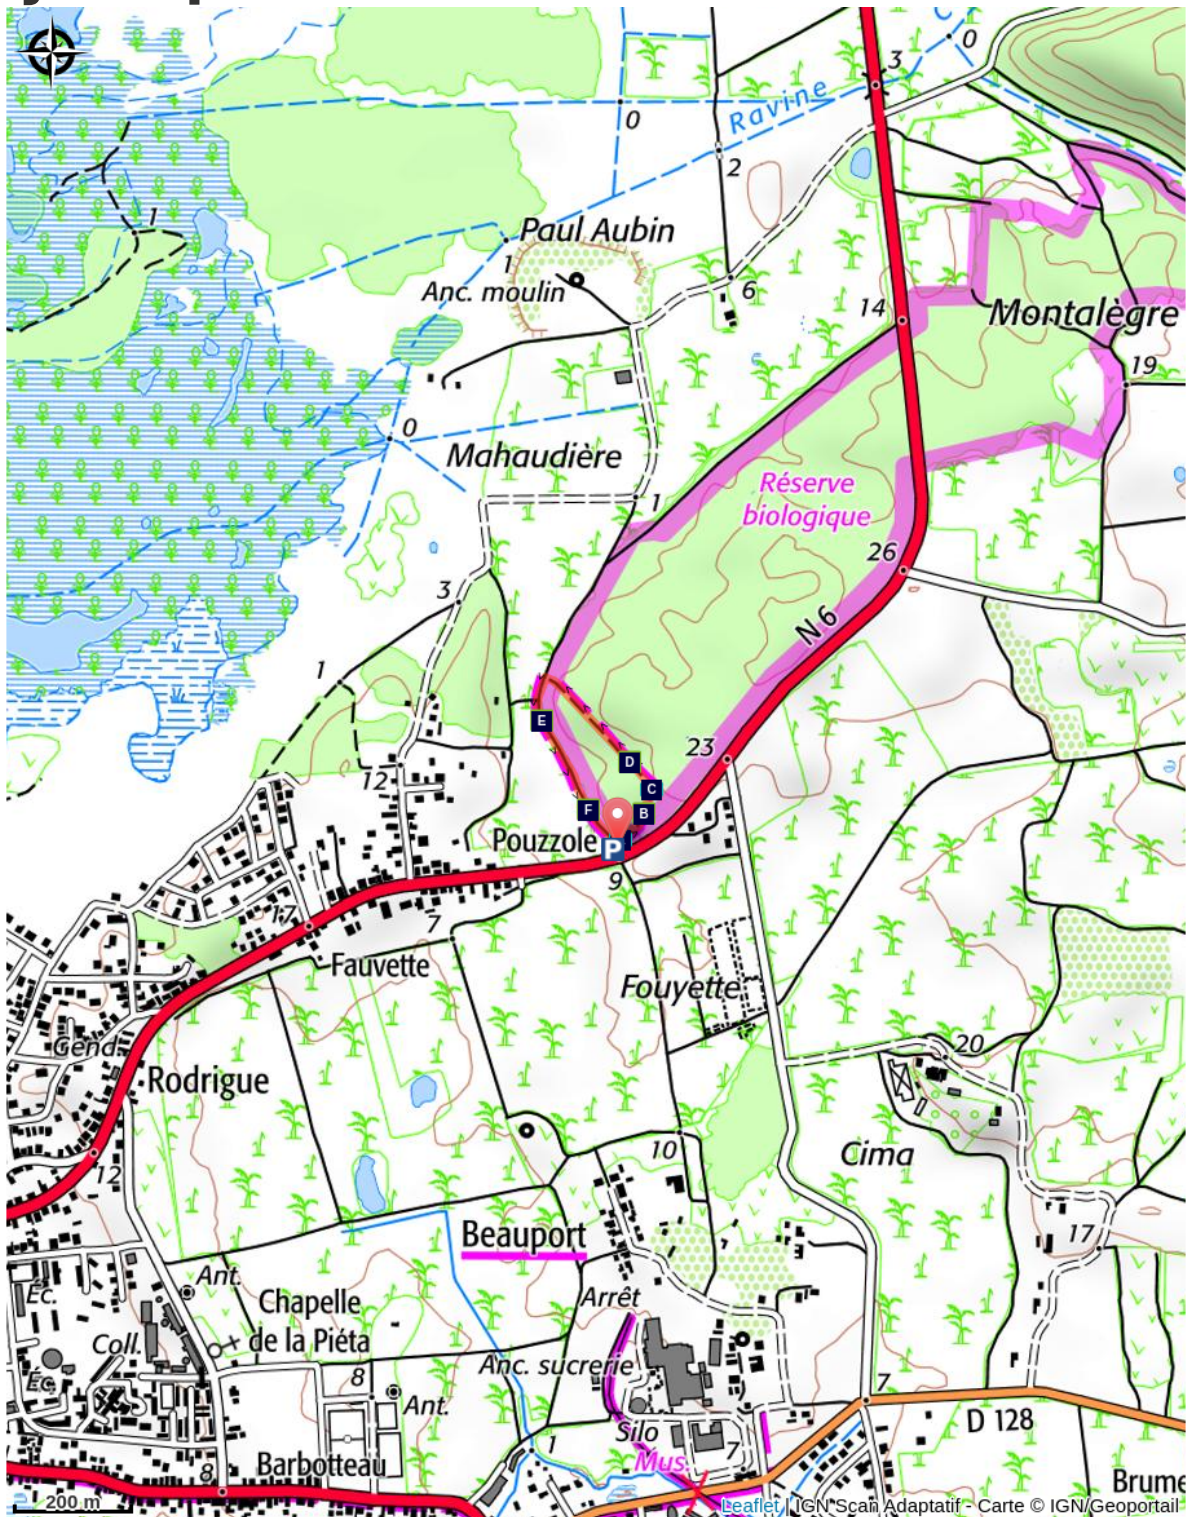 0
3
0
Ravine
2
1
Paul Aubin
1
Anc. moulin
6
14
Montalègre
19
0
Mahaudière
Réserve
biologique
1
26
3
N 6
1
E
23
D
12
C
F
B
Pouzzole
P
9
17
7
Fauvette
Fouyette
Gend.
20
Rodrigue
10
Cima
12
17
Beauport
Ant.
Éc.
Arrêt
Chapelle
de la Piéta
Coll.
Anc. sucrerie
Éc.
8
7
Ant.
D 128
Silo
1
7
Barbotteau
Mus.
8
Brume
200 m
Leaflet | IGN Scan Adaptatif - Carte © IGN/Geoportail